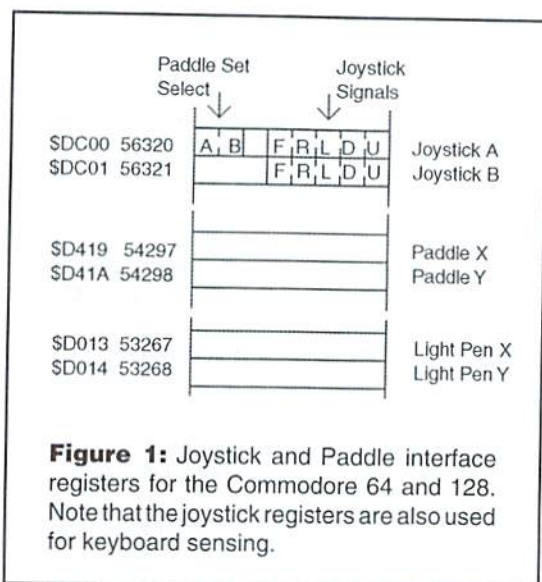 Paddle Set Select
Joystick Signals
$DC00 56320 A B F R L D U Joystick A
$DC01 56321 F R L D U Joystick B
$D419 54297 Paddle X
$D41A 54298 Paddle Y
$D013 53267 Light Pen X
$D014 53268 Light Pen Y
Figure 1: Joystick and Paddle interface
registers for the Commodore 64 and 128.
Note that the joystick registers are also used
for keyboard sensing.